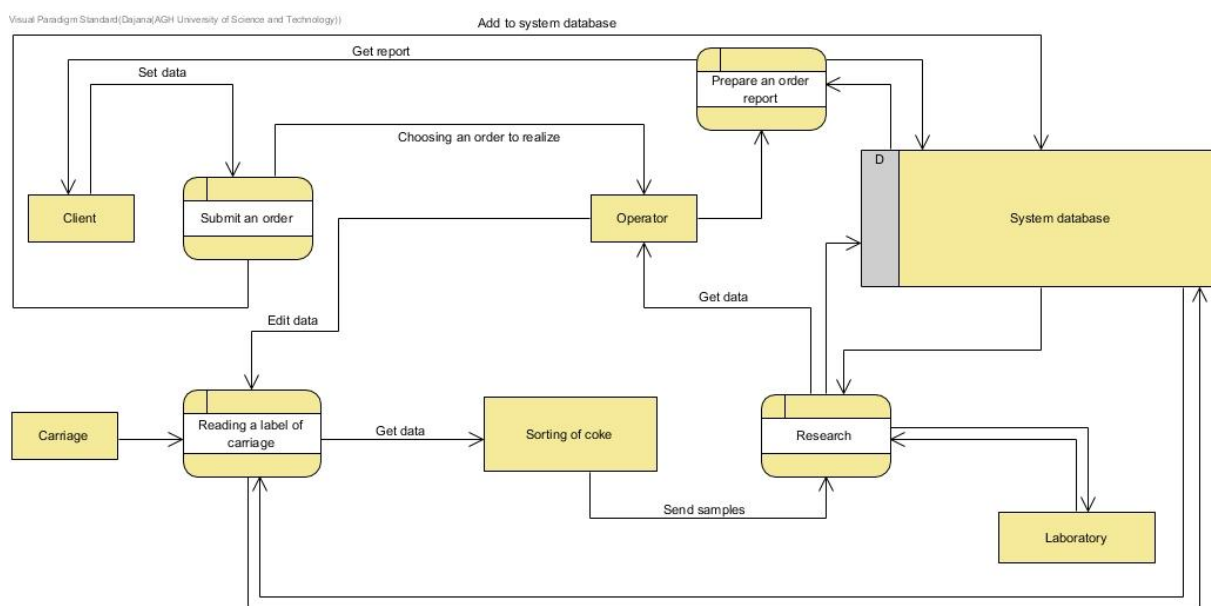 Visual Paradigm Standard(Dajana(AGH University of Science and Technology))
Add to system database
Get report
Set data
Prepare an order
report
Choosing an order to realize
D
Client
Submit an order
Operator
System database
Get data
Edit data
Carriage
Reading a label of
carriage
Get data
Sorting of coke
Research
Send samples
Laboratory